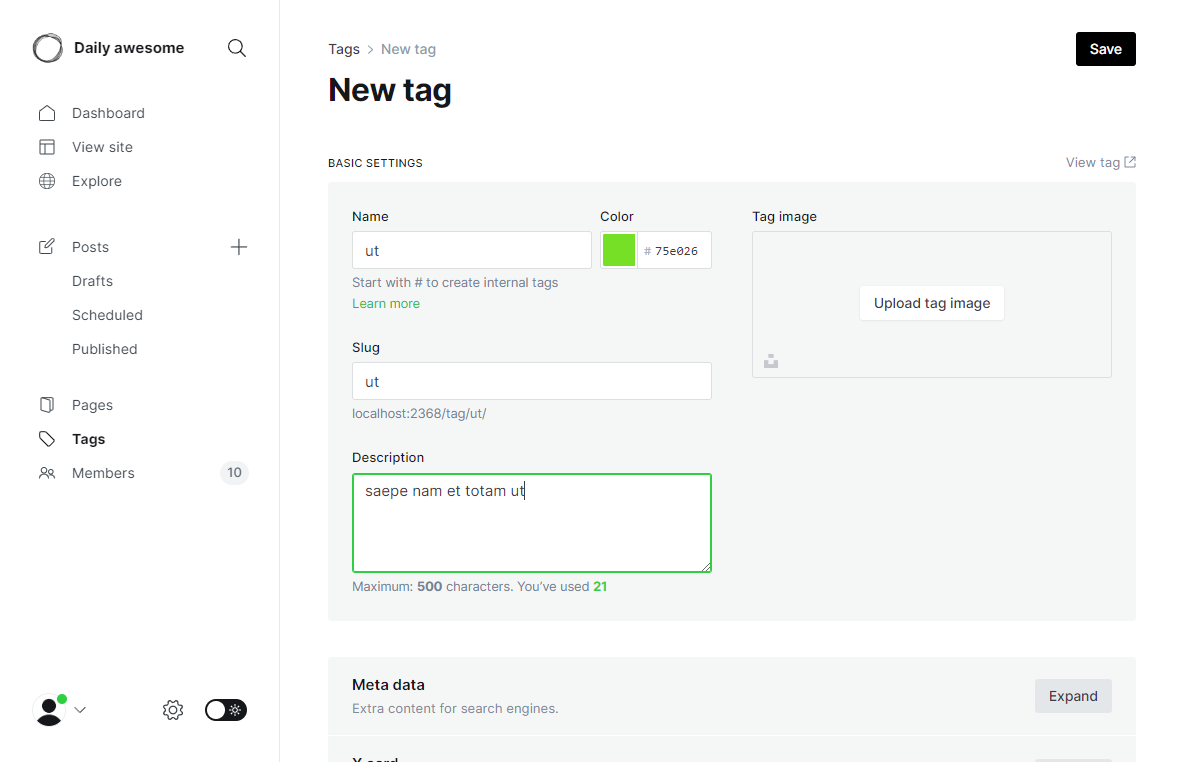 Daily awesome
Dashboard
View site
Explore
Posts
Drafts
Scheduled
Published
Pages
Tags
Members 10
Tags > New tag
Save
New tag
BASIC SETTINGS
View tag
Name
ut
Start with # to create internal tags
Learn more
Color
# 75e026
Slug
ut
localhost:2368/tag/ut/
Description
saepe nam et totam ut
Maximum: 500 characters. You’ve used 21
Tag image
Upload tag image
Meta data
Extra content for search engines.
Expand
X card